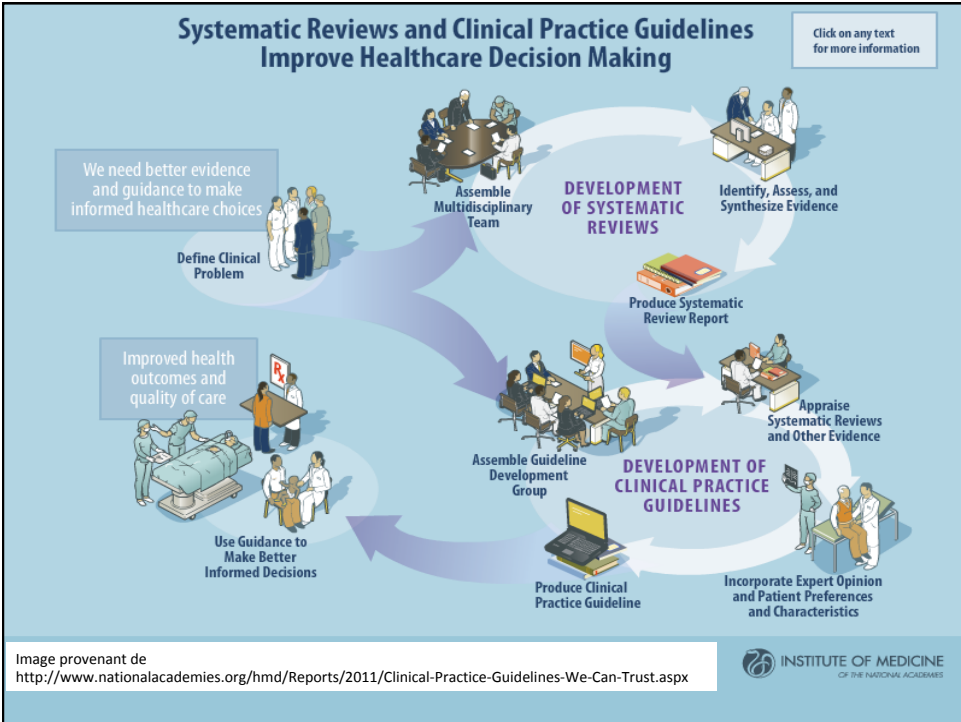 Systematic Reviews and Clinical Practice Guidelines
Improve Healthcare Decision Making
Click on any text
for more information
We need better evidence
and guidance to make
informed healthcare choices
Define Clinical
Problem
Assemble
Multidisciplinary
Team
DEVELOPMENT
OF SYSTEMATIC
REVIEWS
Identify, Assess, and
Synthesize Evidence
Produce Systematic
Review Report
Improved health
outcomes and
quality of care
Rx
Appraise
Systematic Reviews
and Other Evidence
Assemble Guideline
Development
Group
DEVELOPMENT OF
CLINICAL PRACTICE
GUIDELINES
Use Guidance to
Make Better
Informed Decisions
Produce Clinical
Practice Guideline
Incorporate Expert Opinion
and Patient Preferences
and Characteristics
Image provenant de
http://www.nationalacademies.org/hmd/Reports/2011/Clinical-Practice-Guidelines-We-Can-Trust.aspx
INSTITUTE OF MEDICINE
OF THE NATIONAL ACADEMIES